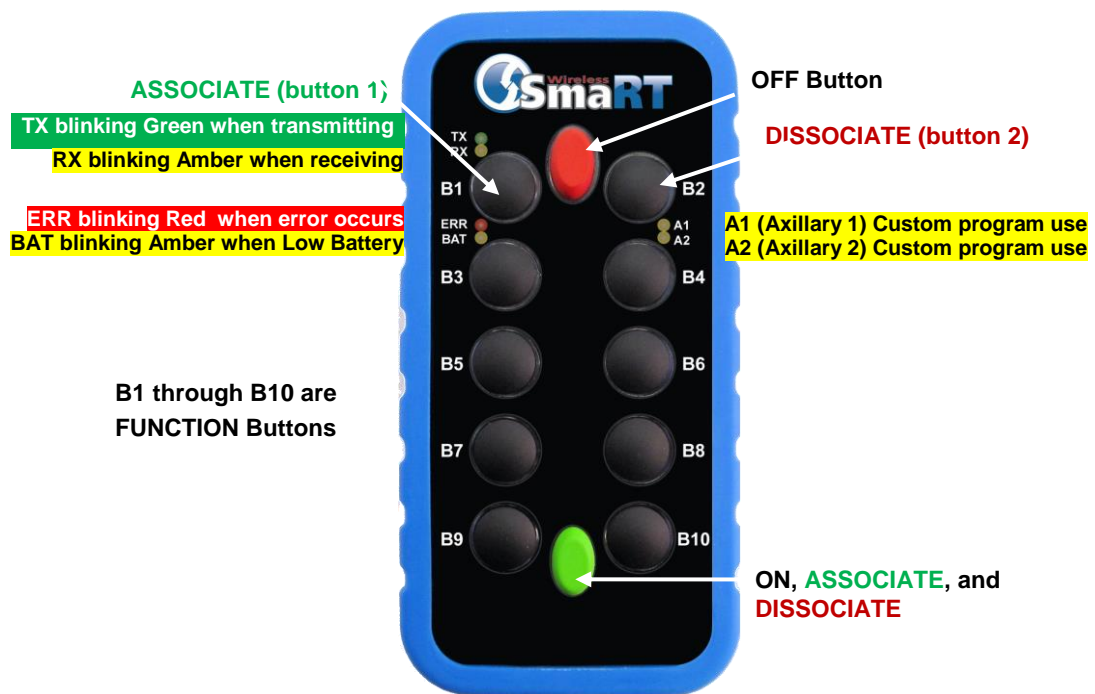 Wireless
SmaRT
ASSOCIATE (button 1)
OFF Button
TX blinking Green when transmitting
DISSOCIATE (button 2)
RX blinking Amber when receiving
TX
RX
B1
B2
ERR blinking Red  when error occurs
BAT blinking Amber when Low Battery
ERR
BAT
A1
A2
A1 (Axillary 1) Custom program use
A2 (Axillary 2) Custom program use
B3
B4
B5
B6
B1 through B10 are
FUNCTION Buttons
B7
B8
B9
B10
ON, ASSOCIATE, and
DISSOCIATE